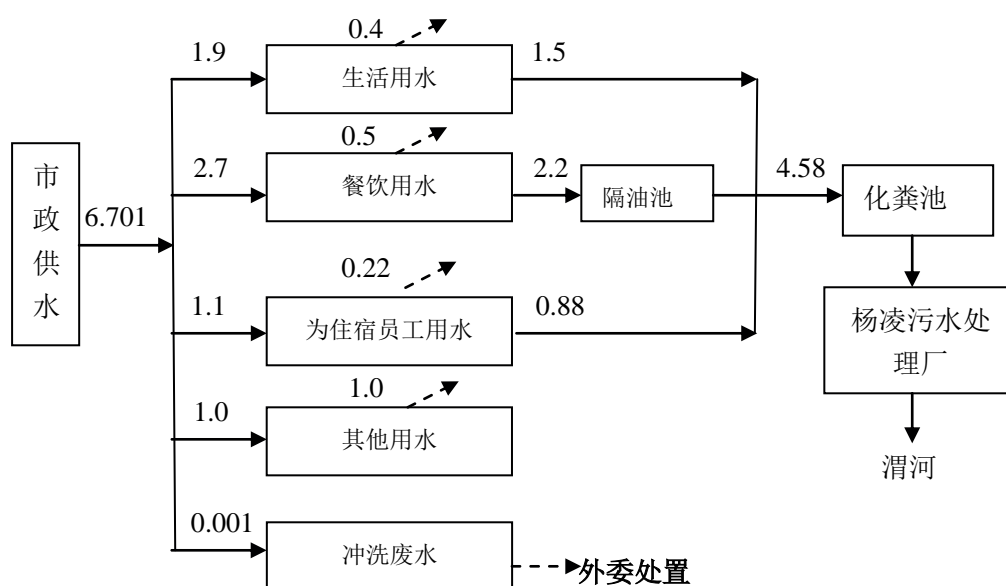 0.4
1.9
生活用水
1.5
0.5
2.7
餐饮用水
2.2
隔油池
4.58
化粪池
市
政
供
水
6.701
0.22
1.1
为住宿员工用水
0.88
杨凌污水处
理厂
1.0
1.0
其他用水
渭河
0.001
冲洗废水
外委处置